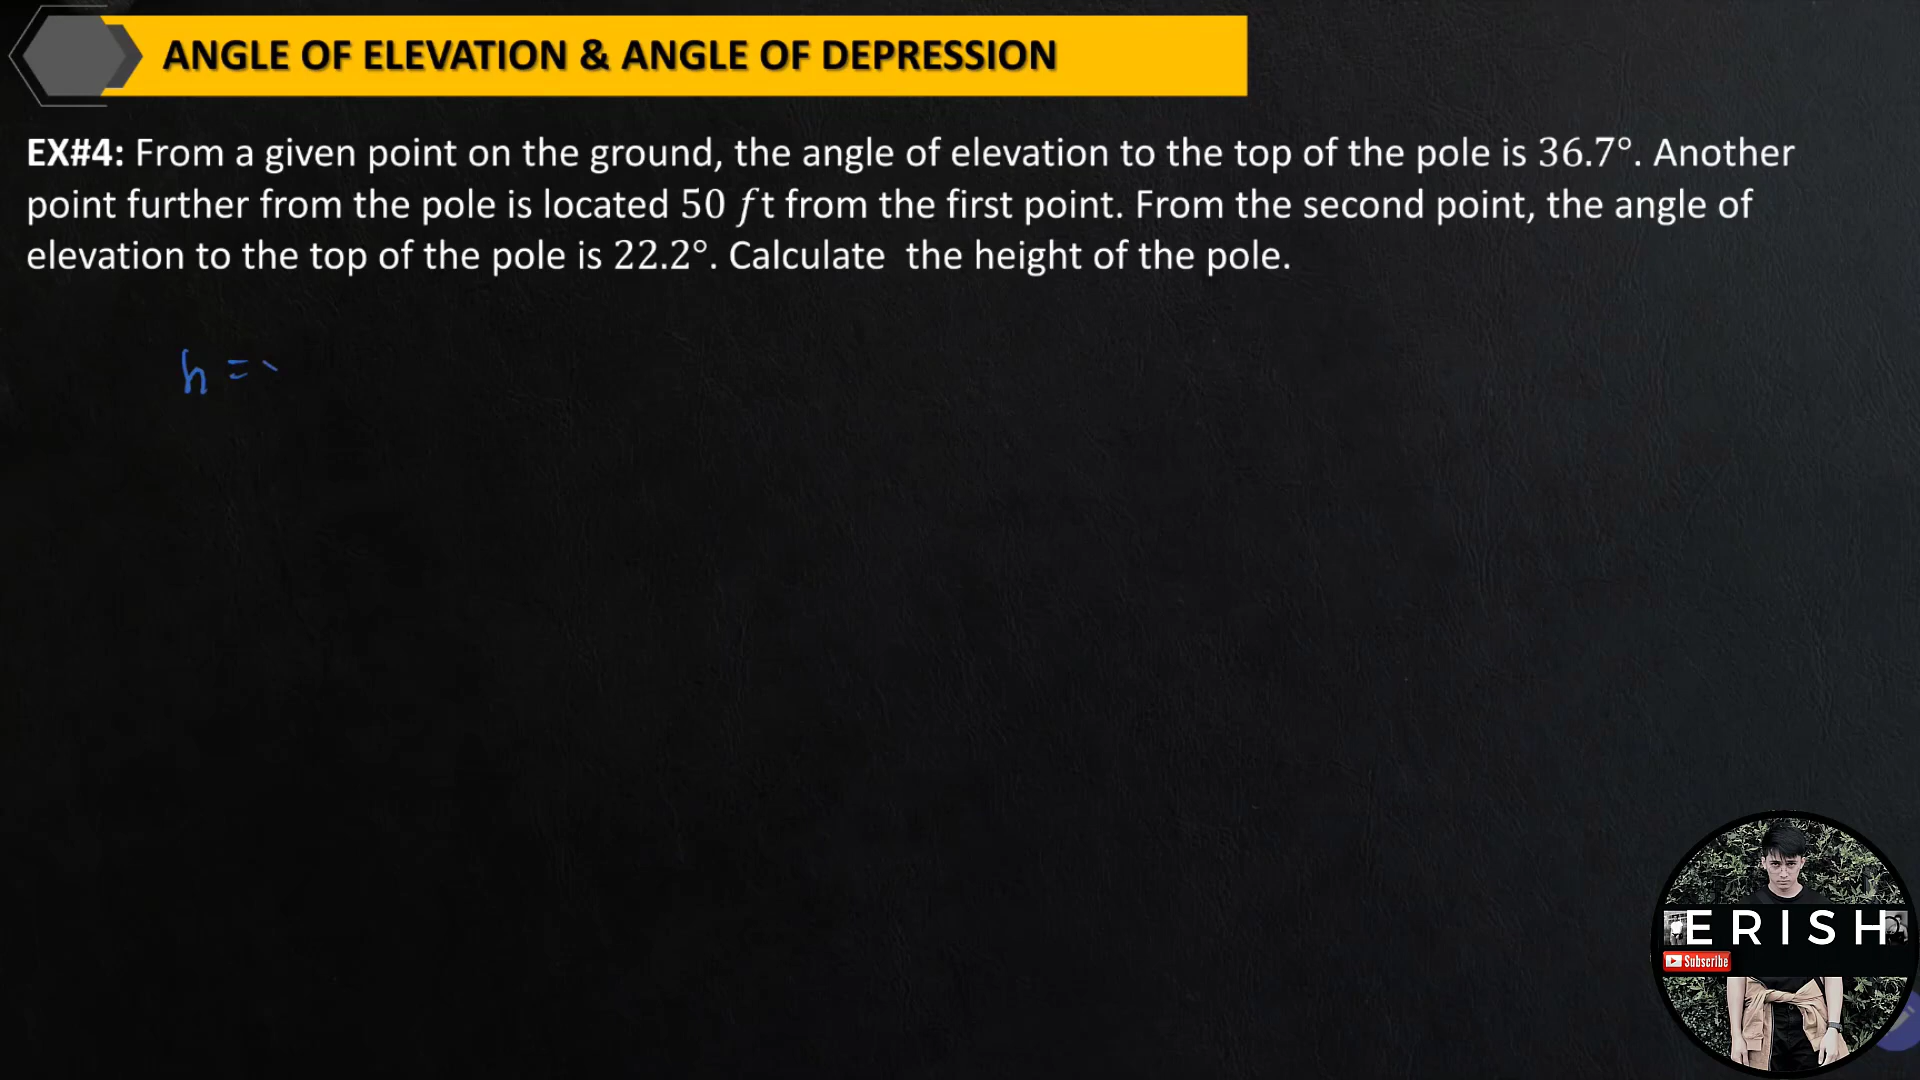 ANGLE OF ELEVATION & ANGLE OF DEPRESSION
EX#4: From a given point on the ground, the angle of elevation to the top of the pole is 36.7°. Another
point further from the pole is located 50 ft from the first point. From the second point, the angle of
elevation to the top of the pole is 22.2°. Calculate the height of the pole.
h =
ERISH
Subscribe